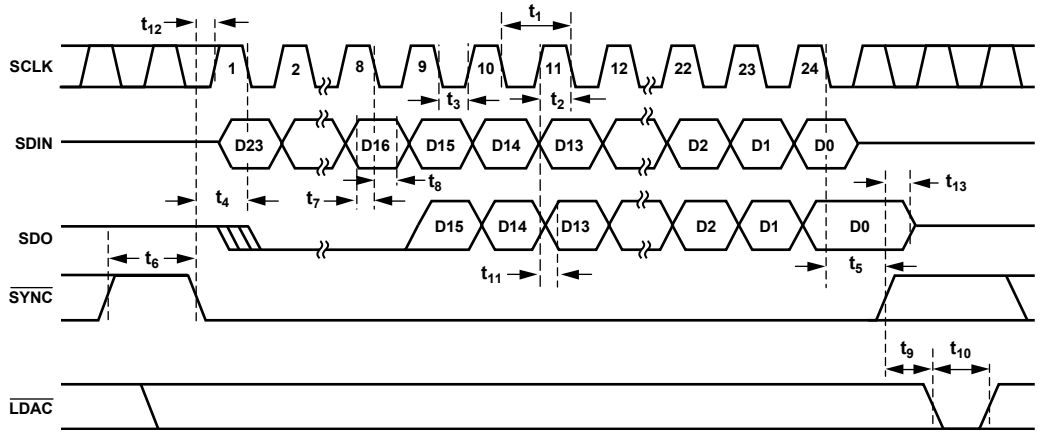 t12
t1
SCLK
1 2 8 9 10 11 12 22 23 24
t3
t2
SDIN
D23 D16 D15 D14 D13 D2 D1 D0
t4
t7
t8
t13
SDO
D15 D14 D13 D2 D1 D0
t6
t11
t5
SYNC
t9
t10
LDAC